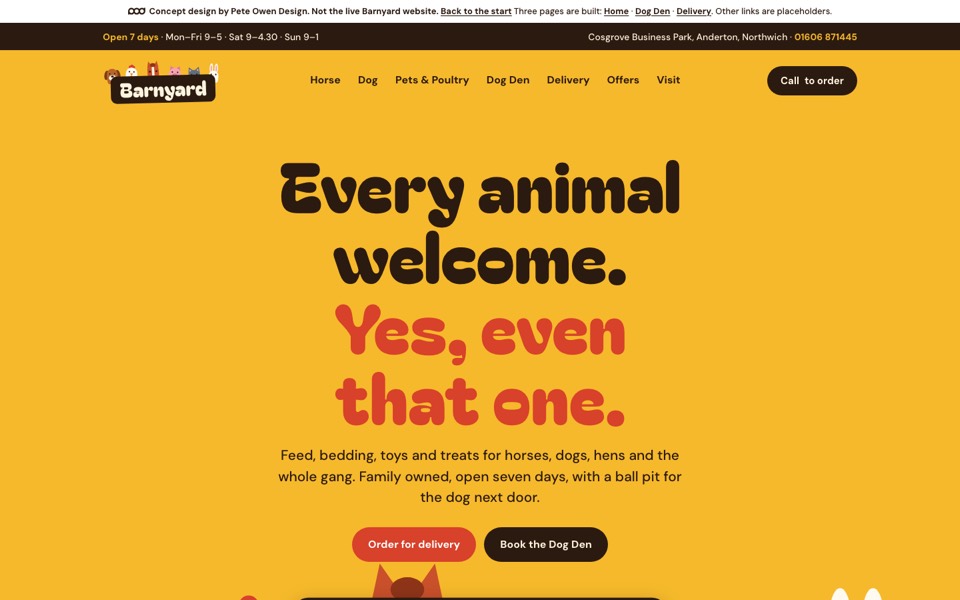 Concept design by Pete Owen Design. Not the live Barnyard website. Back to the start Three pages are built: Home · Dog Den · Delivery. Other links are placeholders.
Open 7 days · Mon–Fri 9–5 · Sat 9–4.30 · Sun 9–1
Cosgrove Business Park, Anderton, Northwich · 01606 871445
Barnyard
Horse Dog Pets & Poultry Dog Den Delivery Offers Visit
Call to order
Every animal
welcome.
Yes, even
that one.
Feed, bedding, toys and treats for horses, dogs, hens and the
whole gang. Family owned, open seven days, with a ball pit for
the dog next door.
Order for delivery
Book the Dog Den